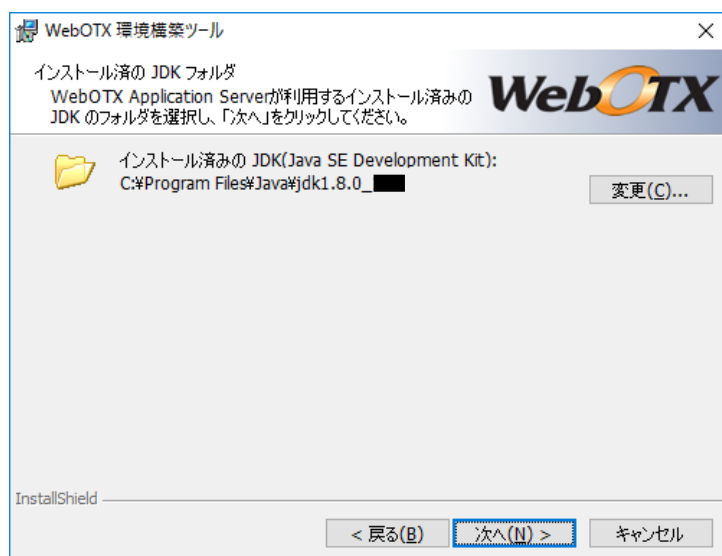 WebOTX 環境構築ツール
インストール済の JDK フォルダ
WebOTX Application Serverが利用するインストール済みの
JDK のフォルダを選択し、「次へ」をクリックしてください。
WebOTX
インストール済みの JDK(Java SE Development Kit):
C:¥Program Files¥Java¥jdk1.8.0_
変更(C)...
InstallShield
< 戻る(B)
次へ(N) >
キャンセル